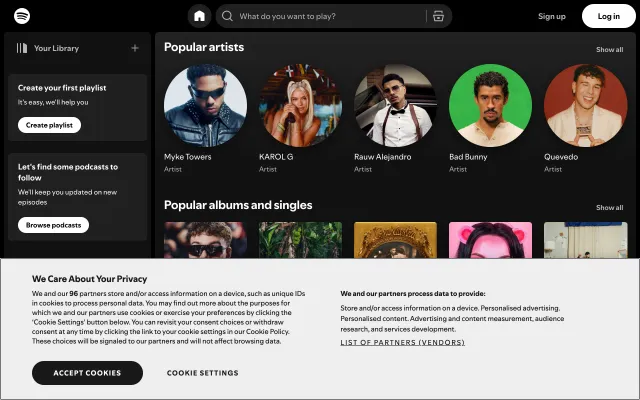 What do you want to play?
Sign up
Log in
Your Library
Create your first playlist
It's easy, we'll help you
Create playlist
Let's find some podcasts to
follow
We'll keep you updated on new
episodes
Browse podcasts
Popular artists
Show all
Myke Towers
Artist
KAROL G
Artist
Rauw Alejandro
Artist
Bad Bunny
Artist
Quevedo
Artist
Popular albums and singles
Show all
We Care About Your Privacy
We and our 96 partners store and/or access information on a device, such as unique IDs
in cookies to process personal data. You may find out more about the purposes for
which we and our partners use cookies or exercise your preferences by clicking the
'Cookie Settings' button below. You can revisit your consent choices or withdraw
consent at any time by clicking the link to your cookie settings in our Cookie Policy.
These choices will be signaled to our partners and will not affect browsing data.
We and our partners process data to provide:
Store and/or access information on a device. Personalised advertising.
Personalised content. Advertising and content measurement, audience
research, and services development.
LIST OF PARTNERS (VENDORS)
ACCEPT COOKIES
COOKIE SETTINGS